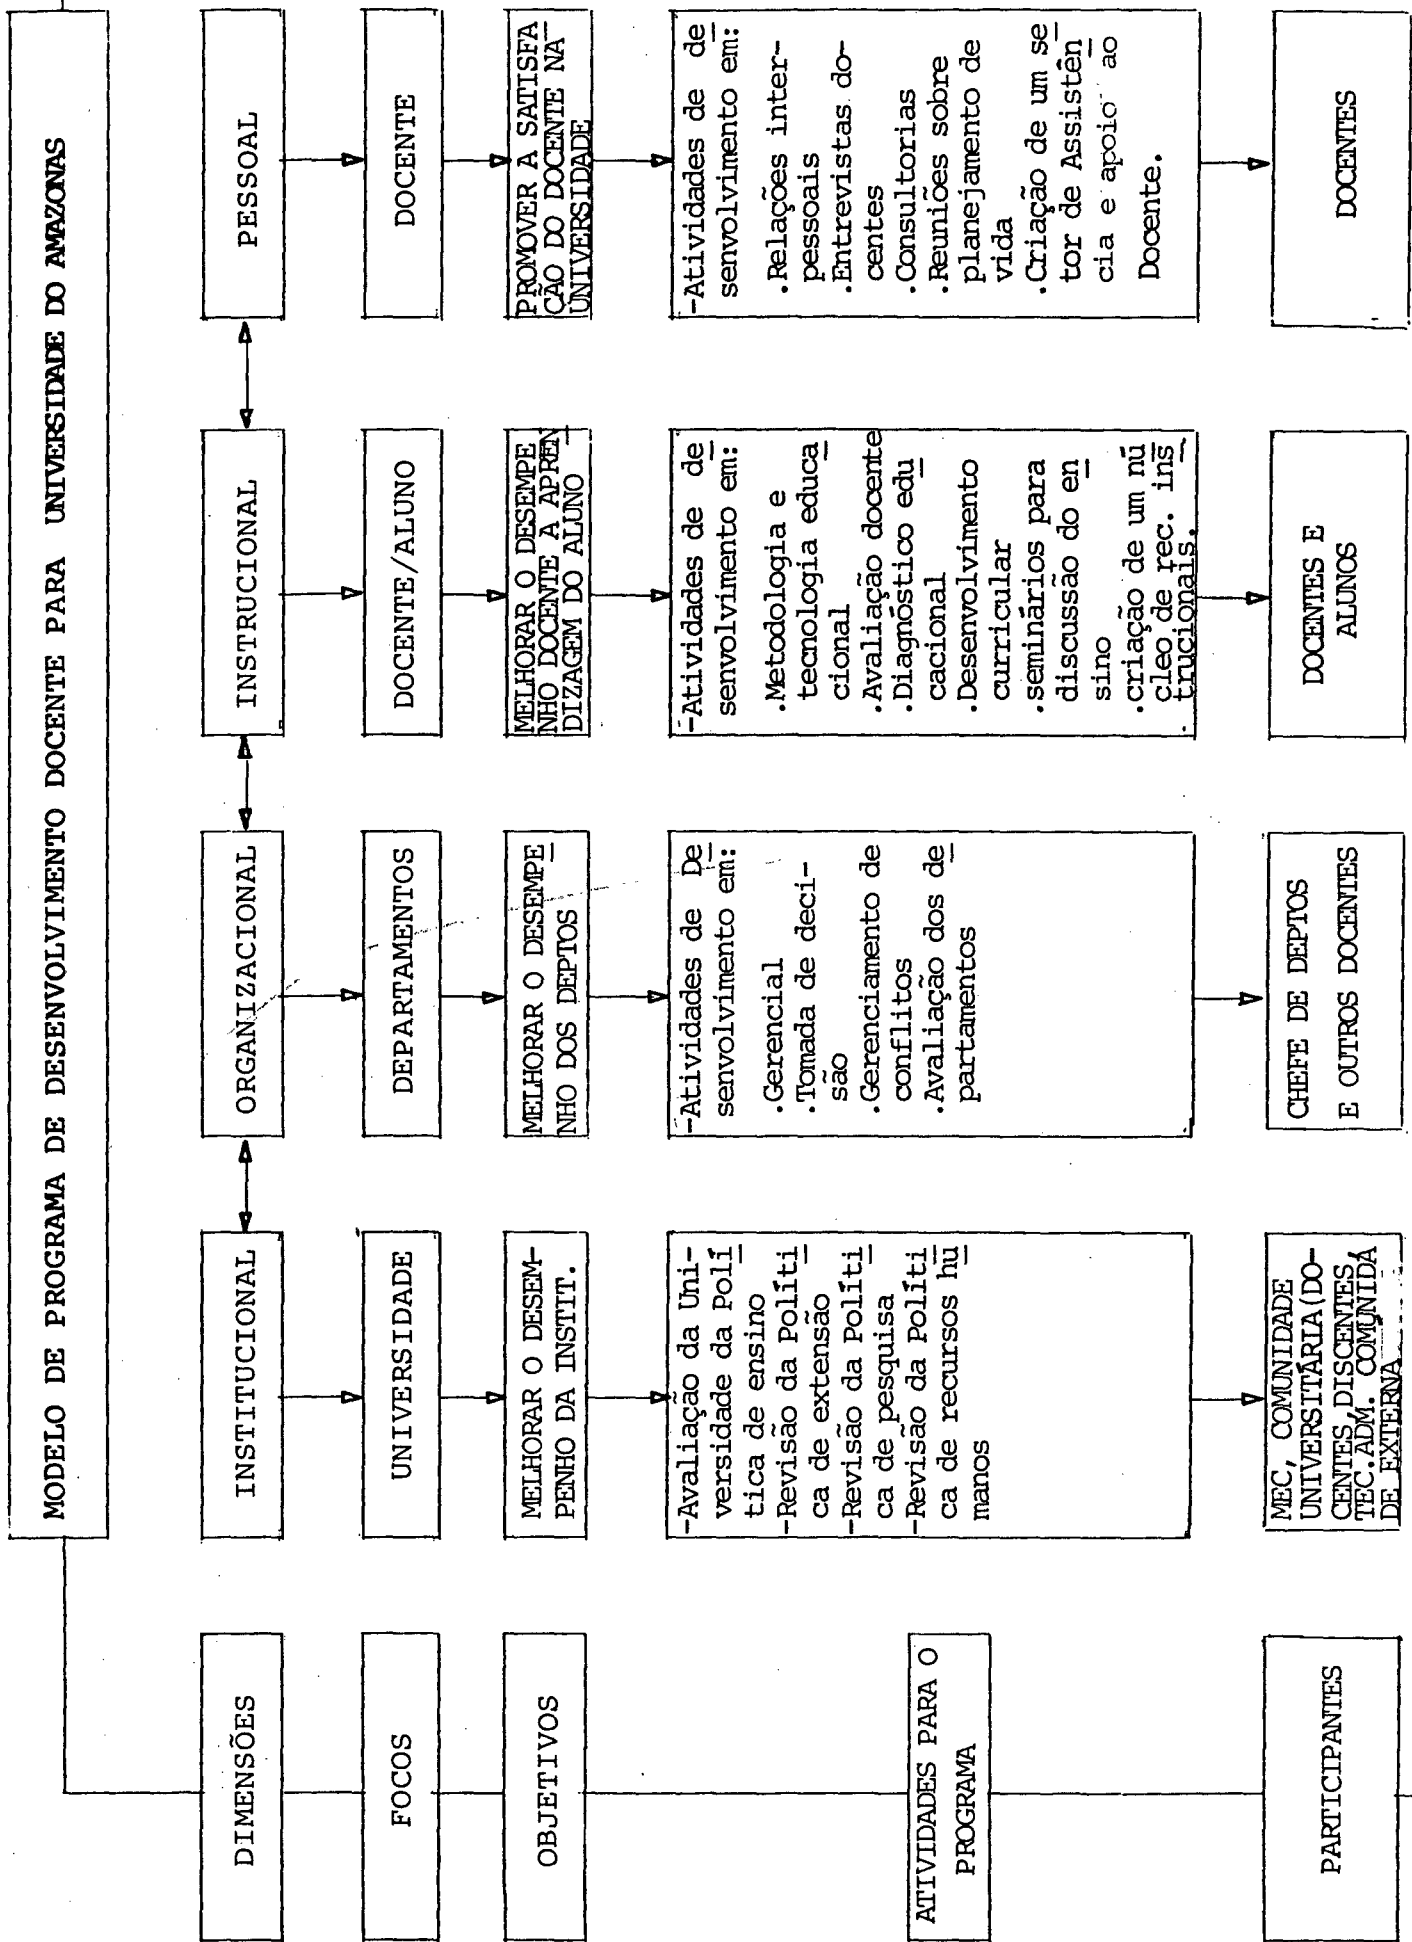 MODELO DE PROGRAMA DE DESENVOLVIMENTO DOCENTE PARA UNIVERSIDADE DO AMAZONAS
DIMENSÕES
INSTITUCIONAL
ORGANIZACIONAL
INSTRUCIONAL
PESSOAL
FOCOS
UNIVERSIDADE
DEPARTAMENTOS
DOCENTE/ALUNO
DOCENTE
OBJETIVOS
MELHORAR O DESEM-
PENHO DA INSTIT.
MELHORAR O DESEMPE
NHO DOS DEPTOS
MELHORAR O DESEMPE
NHO DOCENTE A APREN
DIZAGEM DO ALUNO
PROMOVER A SATISFA
ÇÃO DO DOCENTE NA
UNIVERSIDADE
ATIVIDADES PARA O
PROGRAMA
-Avaliação da Uni-
versidade da Polí
tica de ensino
-Revisão da Políti
ca de extensão
-Revisão da Políti
ca de pesquisa
-Revisão da Políti
ca de recursos hu
manos
-Atividades de De
senvolvimento em:
.Gerencial
.Tomada de deci-
são
.Gerenciamento de
conflitos
.Avaliação dos de
partamentos
-Atividades de de
senvolvimento em:
.Metodologia e
tecnologia educa
cional
.Avaliação docente
.Diagnóstico edu
cacional
.Desenvolvimento
curricular
.seminários para
discussão do en
sino
.criação de um nú
cleo de rec. ins
trucionais.
-Atividades de de
senvolvimento em:
.Relações inter-
pessoais
.Entrevistas do-
centes
.Consultorias
.Reuniões sobre
planejamento de
vida
.Criação de um se
tor de Assistên
cia e apoio ao
Docente.
PARTICIPANTES
MEC, COMUNIDADE
UNIVERSITÁRIA(DO-
CENTES,DISCENTES,
TEC.ADM. COMUNIDA
DE EXTERNA
CHEFE DE DEPTOS
E OUTROS DOCENTES
DOCENTES E
ALUNOS
DOCENTES